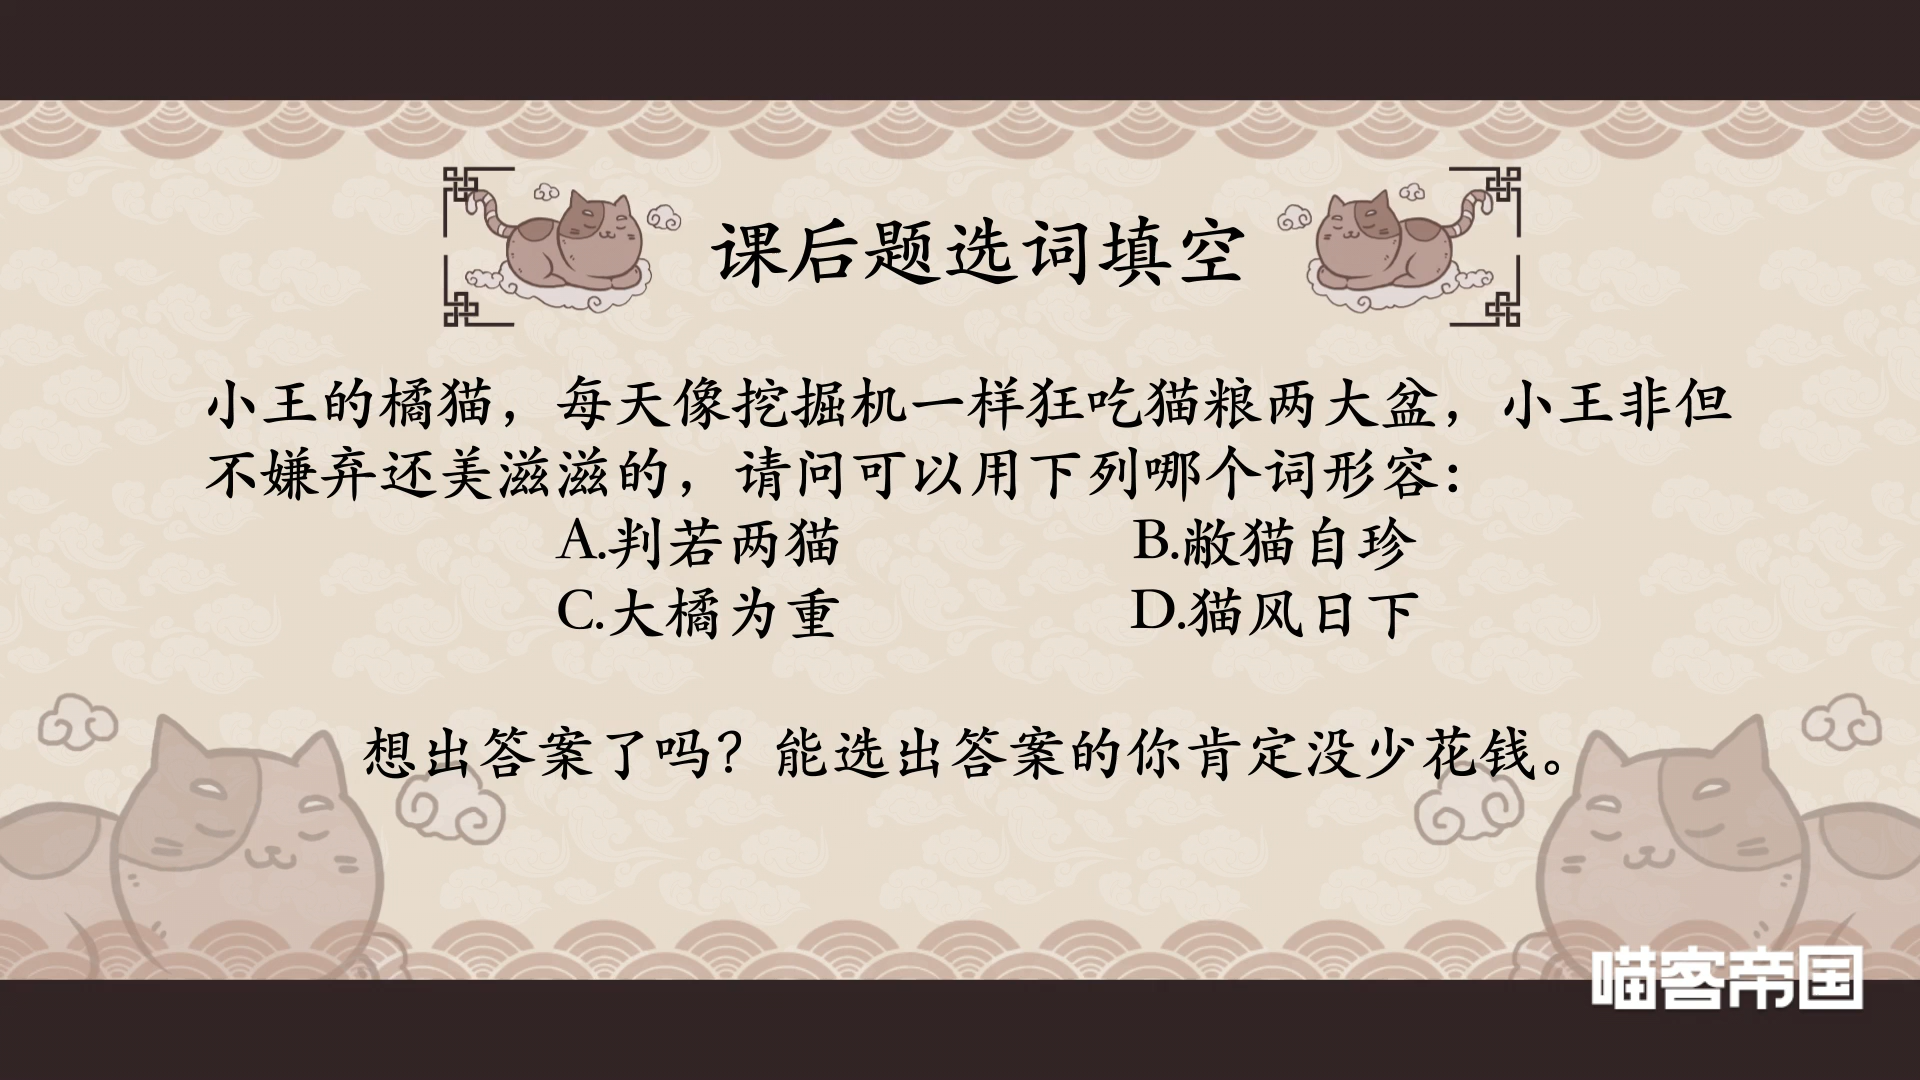 课后题选词填空
小王的橘猫，每天像挖掘机一样狂吃猫粮两大盆，小王非但
不嫌弃还美滋滋的，请问可以用下列哪个词形容：
A.判若两猫 B.敝猫自珍
C.大橘为重 D.猫风日下
想出答案了吗？能选出答案的你肯定没少花钱。
喵客帝国